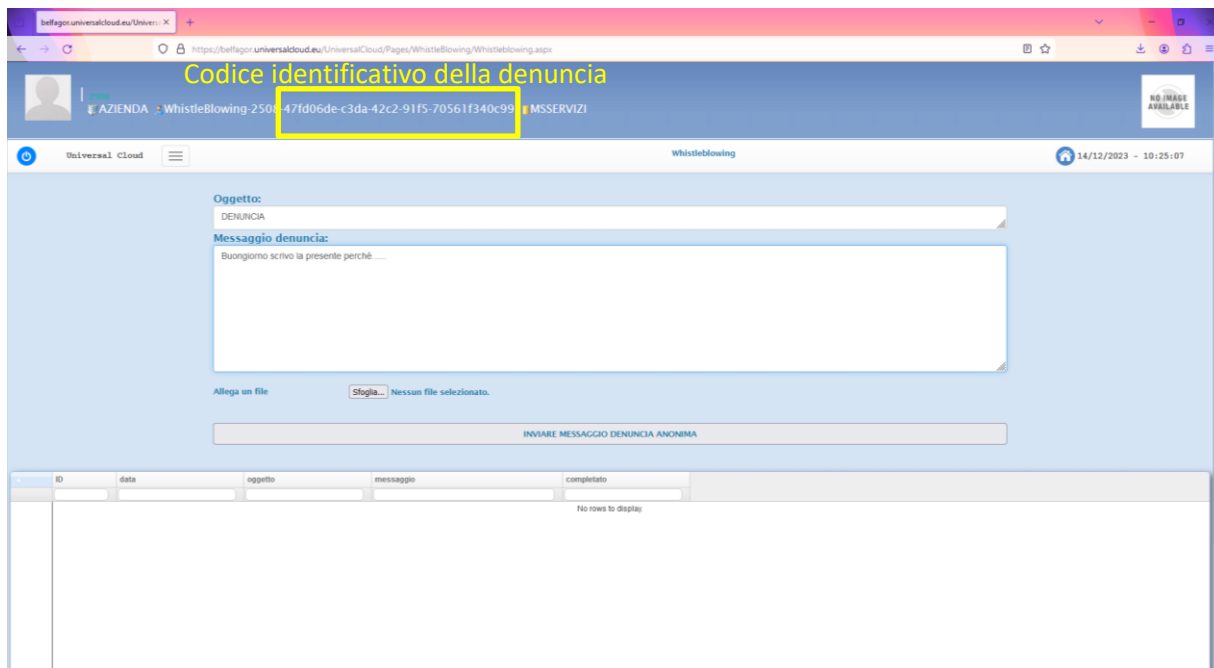 belfagor.universalcloud.eu/Univers
https://belfagor.universalcloud.eu/UniversalCloud/Pages/WhistleBlowing/Whistleblowing.aspx
Codice identificativo della denuncia
AZIENDA WhistleBlowing-2508-47fd06de-c3da-42c2-91f5-70561f340c99 MSSERVIZI
NO IMAGE
AVAILABLE
Universal Cloud
Whistleblowing
14/12/2023 - 10:25:07
Oggetto:
DENUNCIA
Messaggio denuncia:
Buongiorno scrivo la presente perchè......
Allega un file Sfoglia... Nessun file selezionato.
INVIARE MESSAGGIO DENUNCIA ANONIMA
ID data oggetto messaggio completato
No rows to display.